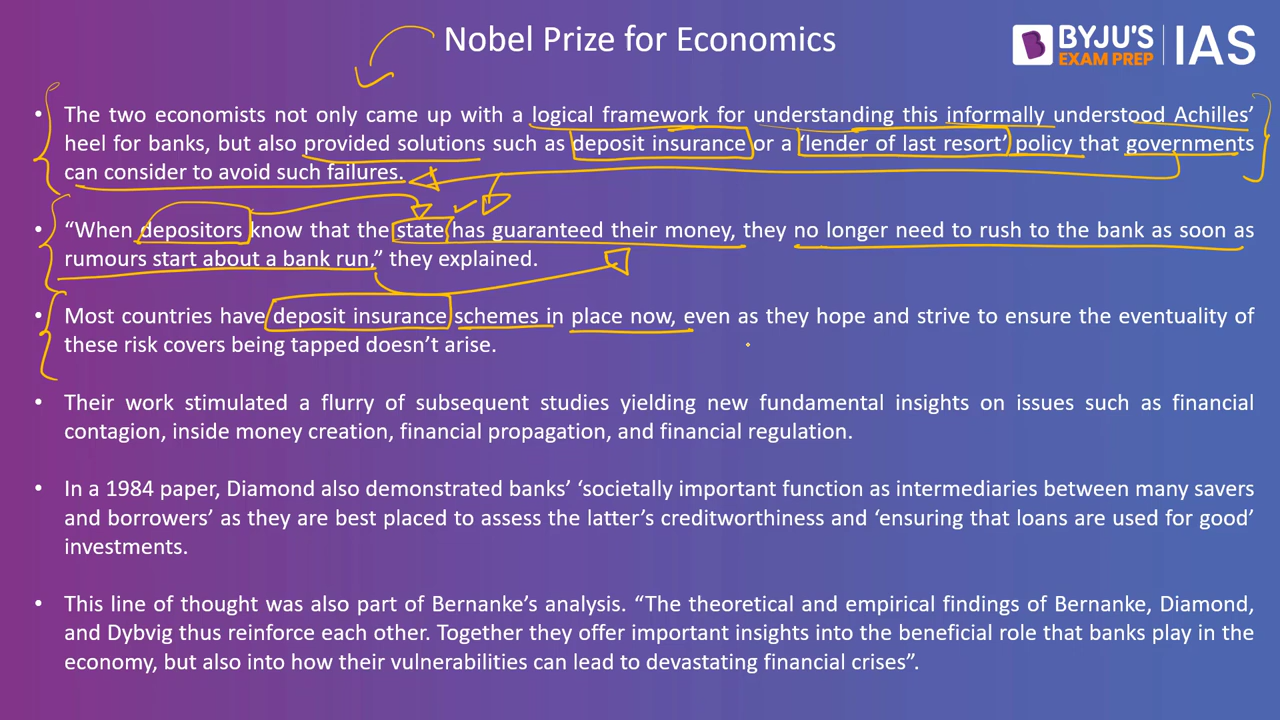 Nobel Prize for Economics
BYJU'S
EXAM PREP
IAS
• The two economists not only came up with a logical framework for understanding this informally understood Achilles’
heel for banks, but also provided solutions such as deposit insurance or a ‘lender of last resort’ policy that governments
can consider to avoid such failures.
• “When depositors know that the state has guaranteed their money, they no longer need to rush to the bank as soon as
rumours start about a bank run,” they explained.
• Most countries have deposit insurance schemes in place now, even as they hope and strive to ensure the eventuality of
these risk covers being tapped doesn’t arise.
• Their work stimulated a flurry of subsequent studies yielding new fundamental insights on issues such as financial
contagion, inside money creation, financial propagation, and financial regulation.
• In a 1984 paper, Diamond also demonstrated banks’ ‘societally important function as intermediaries between many savers
and borrowers’ as they are best placed to assess the latter’s creditworthiness and ‘ensuring that loans are used for good’
investments.
• This line of thought was also part of Bernanke’s analysis. “The theoretical and empirical findings of Bernanke, Diamond,
and Dybvig thus reinforce each other. Together they offer important insights into the beneficial role that banks play in the
economy, but also into how their vulnerabilities can lead to devastating financial crises”.